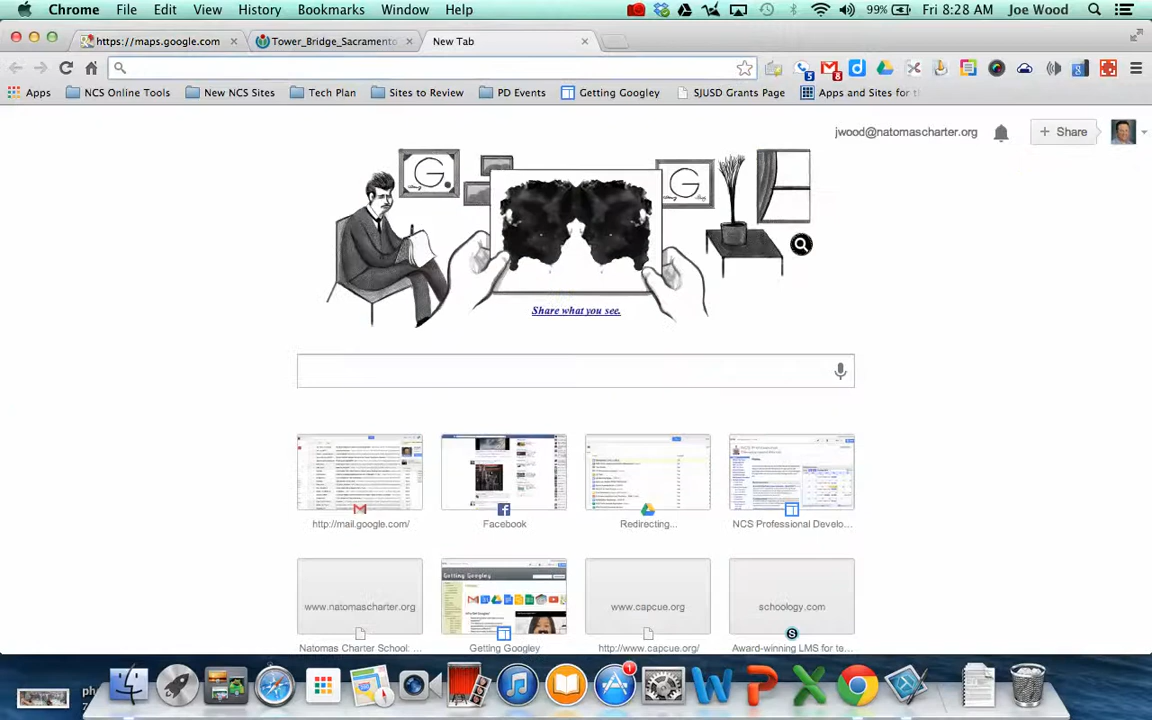 Chrome File Edit View History Bookmarks Window Help 99% Fri 8:28 AM Joe Wood
https://maps.google.com Tower_Bridge_Sacramento New Tab
Apps NCS Online Tools New NCS Sites Tech Plan Sites to Review PD Events Getting Googley SJUSD Grants Page Apps and Sites for th
jwood@natomascharter.org + Share
G G
Share what you see.
http://mail.google.com/ Facebook Redirecting... NCS Professional Develo...
www.natomascharter.org Getting Googley www.capcue.org schoology.com
Natomas Charter School: ... Getting Googley http://www.capcue.org/ Award-winning LMS for te...
ph